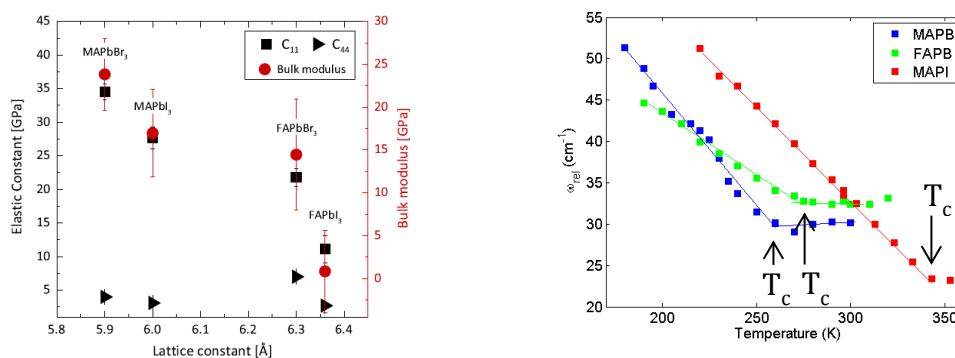 45
40
35
30
25
20
15
10
5
Elastic Constant [GPa]
MAPbBr3
MAPbI3
FAPbBr3
FAPbI3
C11 C44
Bulk modulus
30
25
20
15
10
5
0
Bulk modulus [GPa]
5.8 5.9 6.0 6.1 6.2 6.3 6.4
Lattice constant [Å]
55
50
45
40
35
30
25
20
ωrel (cm-1)
MAPB
FAPB
MAPI
Tc
Tc
Tc
200 250 300 350
Temperature (K)